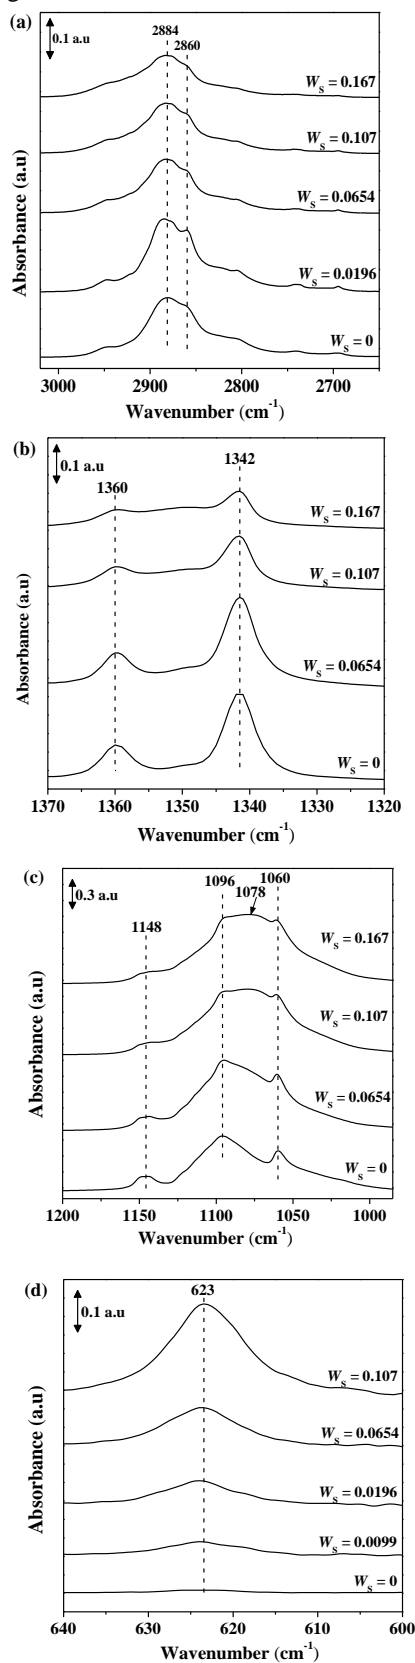 (a)
0.1 a.u
2884
2860
W_S = 0.167
W_S = 0.107
W_S = 0.0654
W_S = 0.0196
W_S = 0
Absorbance (a.u)
3000 2900 2800 2700
Wavenumber (cm⁻¹)
(b)
0.1 a.u
1360
1342
W_S = 0.167
W_S = 0.107
W_S = 0.0654
W_S = 0
Absorbance (a.u)
1370 1360 1350 1340 1330 1320
Wavenumber (cm⁻¹)
(c)
0.3 a.u
1148
1096
1078
1060
W_S = 0.167
W_S = 0.107
W_S = 0.0654
W_S = 0
Absorbance (a.u)
1200 1150 1100 1050 1000
Wavenumber (cm⁻¹)
(d)
0.1 a.u
623
W_S = 0.107
W_S = 0.0654
W_S = 0.0196
W_S = 0.0099
W_S = 0
Absorbance (a.u)
640 630 620 610 600
Wavenumber (cm⁻¹)